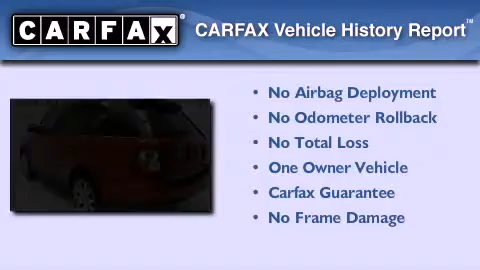 CARFAX® CARFAX Vehicle History Report™
• No Airbag Deployment
• No Odometer Rollback
• No Total Loss
• One Owner Vehicle
• Carfax Guarantee
• No Frame Damage